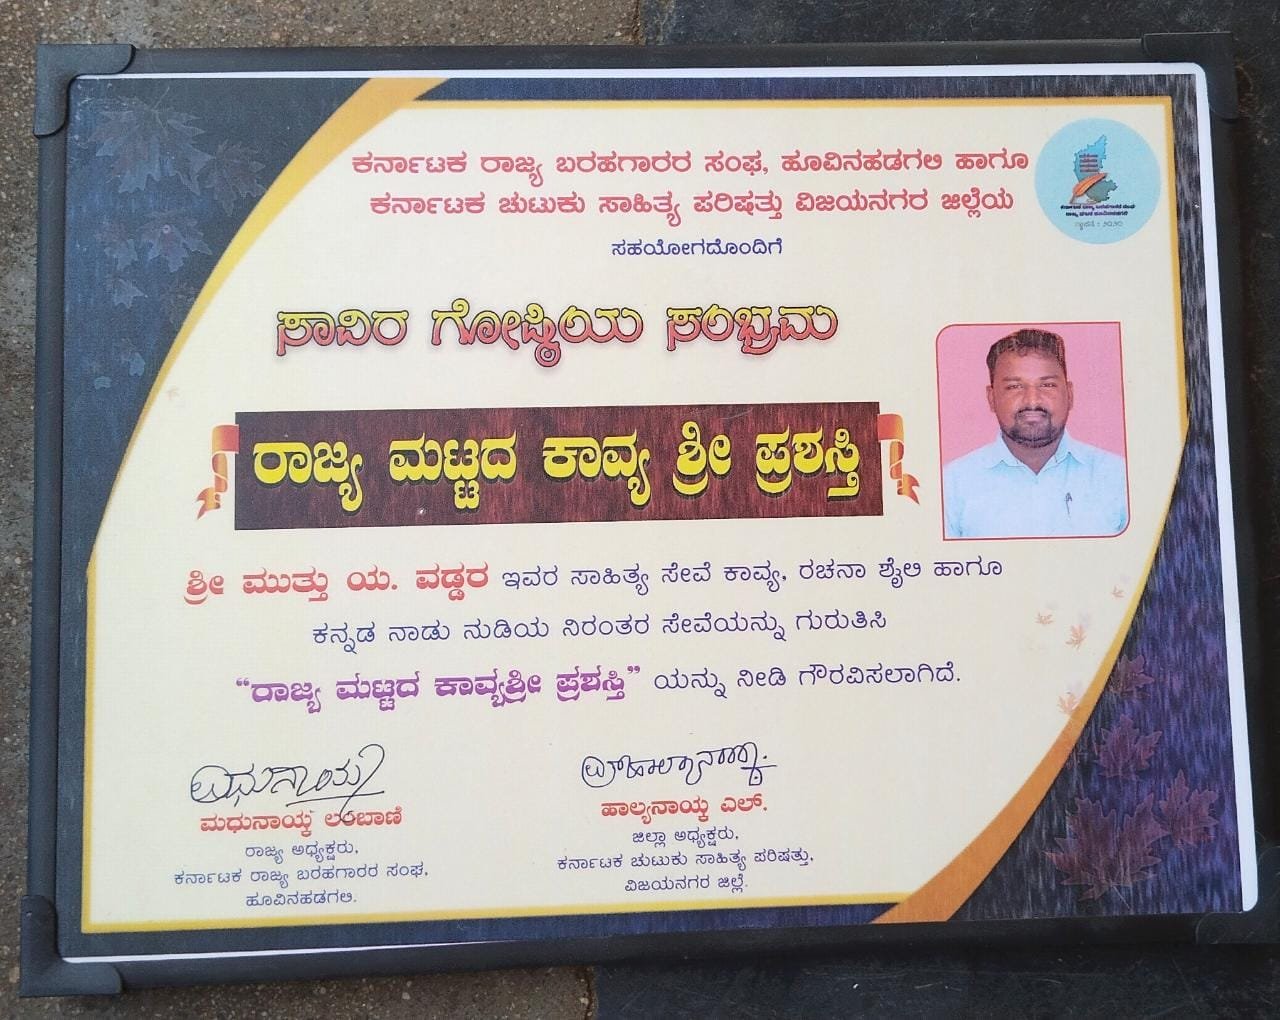 ಕರ್ನಾಟಕ ರಾಜ್ಯ ಬರಹಗಾರರ ಸಂಘ, ಹೂವಿನಹಡಗಲಿ ಹಾಗೂ
ಕರ್ನಾಟಕ ಚುಟುಕು ಸಾಹಿತ್ಯ ಪರಿಷತ್ತು ವಿಜಯನಗರ ಜಿಲ್ಲೆಯ
ಸಹಯೋಗದೊಂದಿಗೆ
ಸಾವಿರ ಗೋಷ್ಠಿಯ ಸಂಭ್ರಮ
ರಾಜ್ಯ ಮಟ್ಟದ ಕಾವ್ಯ ಶ್ರೀ ಪ್ರಶಸ್ತಿ
ಶ್ರೀ ಮುತ್ತು ಯ. ವಡ್ಡರ ಇವರ ಸಾಹಿತ್ಯ ಸೇವೆ ಕಾವ್ಯ, ರಚನಾ ಶೈಲಿ ಹಾಗೂ
ಕನ್ನಡ ನಾಡು ನುಡಿಯ ನಿರಂತರ ಸೇವೆಯನ್ನು ಗುರುತಿಸಿ
“ರಾಜ್ಯ ಮಟ್ಟದ ಕಾವ್ಯಶ್ರೀ ಪ್ರಶಸ್ತಿ” ಯನ್ನು ನೀಡಿ ಗೌರವಿಸಲಾಗಿದೆ.
ಮಧುನಾಯ್ಕ ಲಂಬಾಣಿ
ರಾಜ್ಯ ಅಧ್ಯಕ್ಷರು,
ಕರ್ನಾಟಕ ರಾಜ್ಯ ಬರಹಗಾರರ ಸಂಘ,
ಹೂವಿನಹಡಗಲಿ.
ಹಾಲ್ಯನಾಯ್ಕ ಎಲ್.
ಜಿಲ್ಲಾ ಅಧ್ಯಕ್ಷರು,
ಕರ್ನಾಟಕ ಚುಟುಕು ಸಾಹಿತ್ಯ ಪರಿಷತ್ತು,
ವಿಜಯನಗರ ಜಿಲ್ಲೆ.